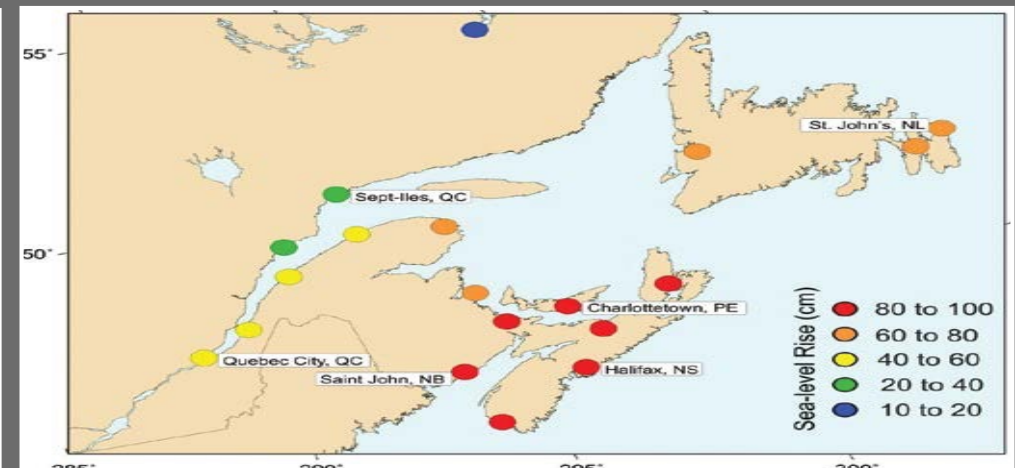 55°
St. John's, NL
Sept-Iles, QC
50°
Charlottetown, PE
Quebec City, QC
Saint John, NB
Halifax, NS
Sea-level Rise (cm)
80 to 100
60 to 80
40 to 60
20 to 40
10 to 20